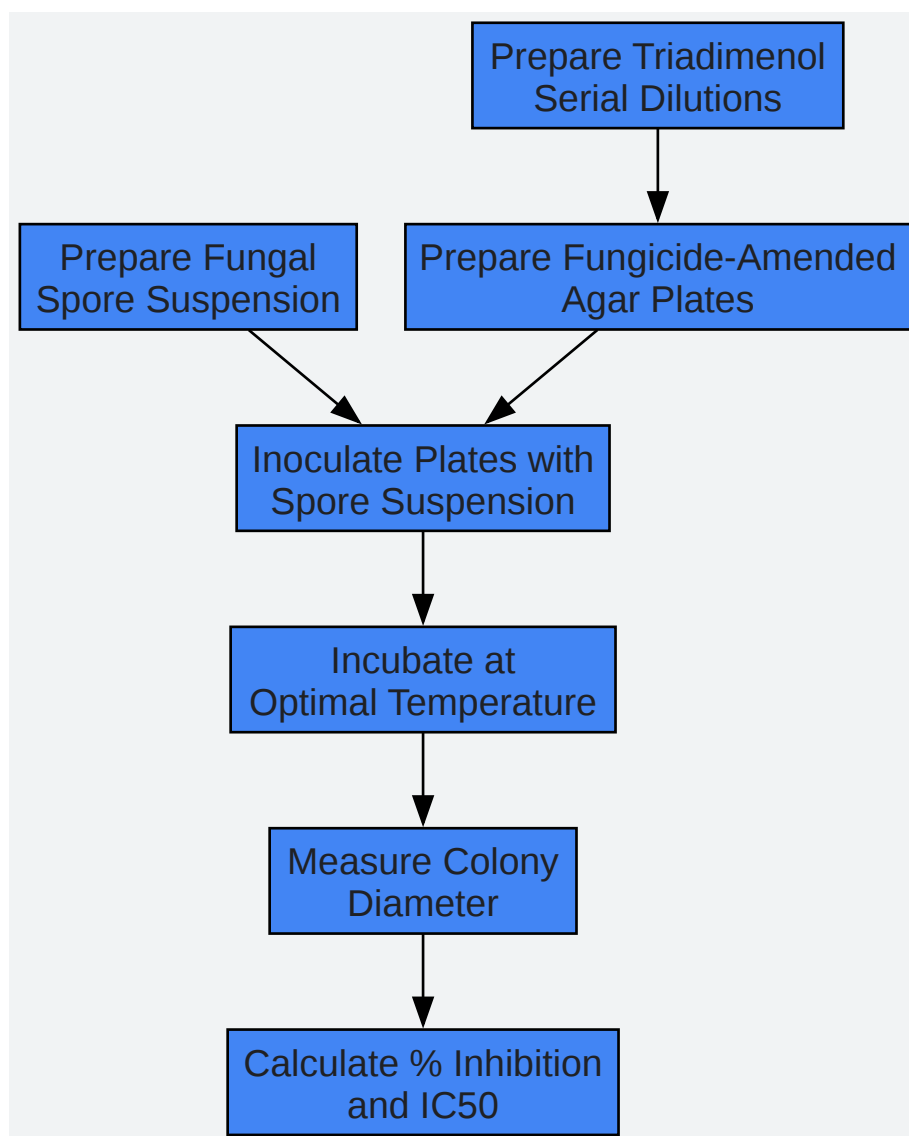 Prepare Triadimenol
Serial Dilutions
Prepare Fungal
Spore Suspension
Prepare Fungicide-Amended
Agar Plates
Inoculate Plates with
Spore Suspension
Incubate at
Optimal Temperature
Measure Colony
Diameter
Calculate % Inhibition
and IC50